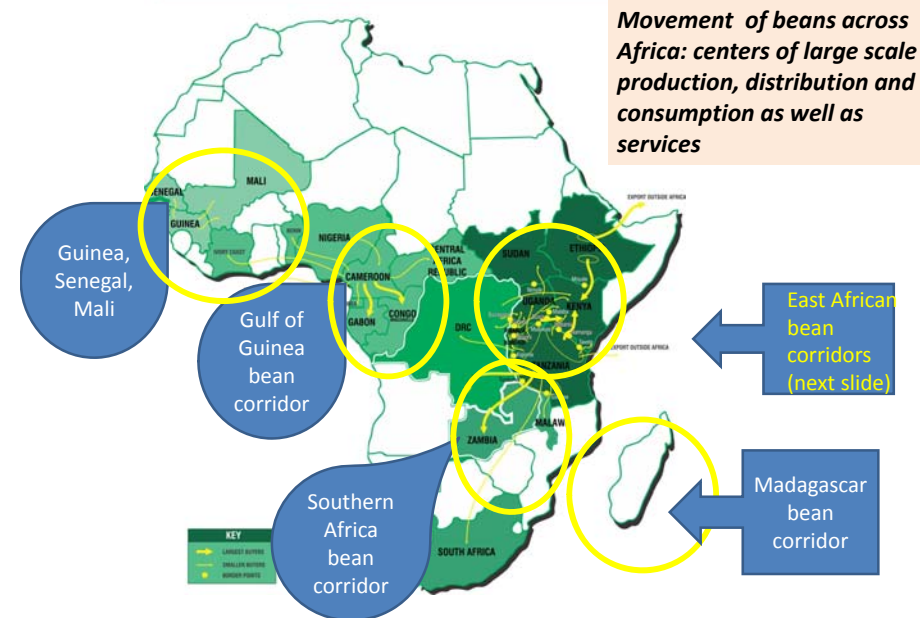 Movement of beans across
Africa: centers of large scale
production, distribution and
consumption as well as
services
MALI
SENEGAL
GUINEA
IVORY COAST
BENIN
NIGERIA
CENTRAL
AFRICA
REPUBLIC
CAMEROON
GABON
CONGO
DRC
SUDAN
ETHIOP
EXPORT OUTSIDE AFRICA
UGANDA
KENYA
EXPORT OUTSIDE AFRICA
TANZANIA
MALAW
ZAMBIA
SOUTH AFRICA
Guinea,
Senegal,
Mali
Gulf of
Guinea
bean
corridor
East African
bean
corridors
(next slide)
Southern
Africa
bean
corridor
Madagascar
bean
corridor
KEY
LARGEST BUYERS
SMALLER BUYERS
BORDER POINTS